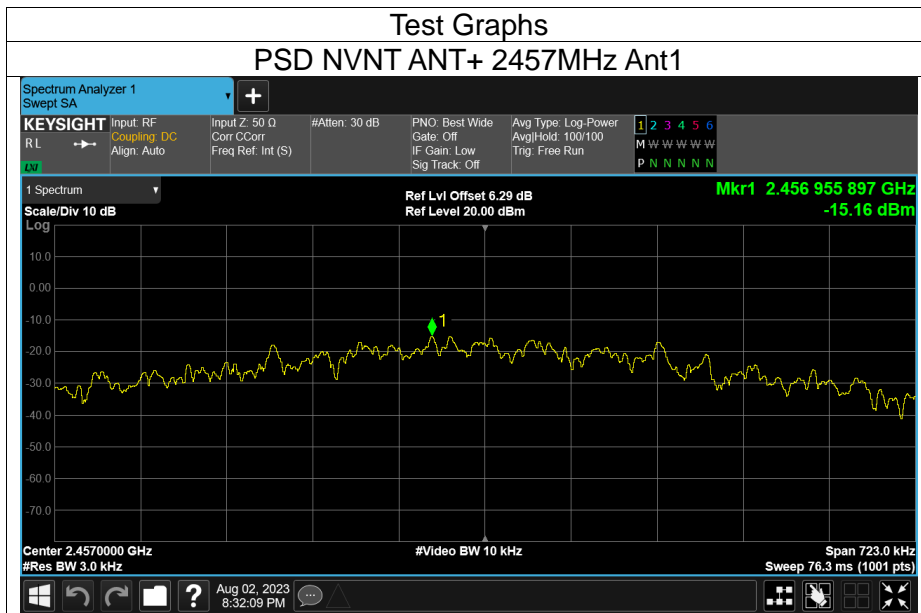 Test Graphs
PSD NVNT ANT+ 2457MHz Ant1
Spectrum Analyzer 1
Swept SA
+
KEYSIGHT
RL
LXI
Input: RF
Coupling: DC
Align: Auto
Input Z: 50 Ω
Corr CCorr
Freq Ref: Int (S)
#Atten: 30 dB
PNO: Best Wide
Gate: Off
IF Gain: Low
Sig Track: Off
Avg Type: Log-Power
Avg|Hold: 100/100
Trig: Free Run
1 2 3 4 5 6
M W W W W W
P N N N N N
1 Spectrum
Scale/Div 10 dB
Ref Lvl Offset 6.29 dB
Ref Level 20.00 dBm
Mkr1 2.456 955 897 GHz
-15.16 dBm
Log
10.0
0.00
-10.0
-20.0
-30.0
-40.0
-50.0
-60.0
-70.0
1
Center 2.4570000 GHz
#Res BW 3.0 kHz
#Video BW 10 kHz
Span 723.0 kHz
Sweep 76.3 ms (1001 pts)
?
Aug 02, 2023
8:32:09 PM